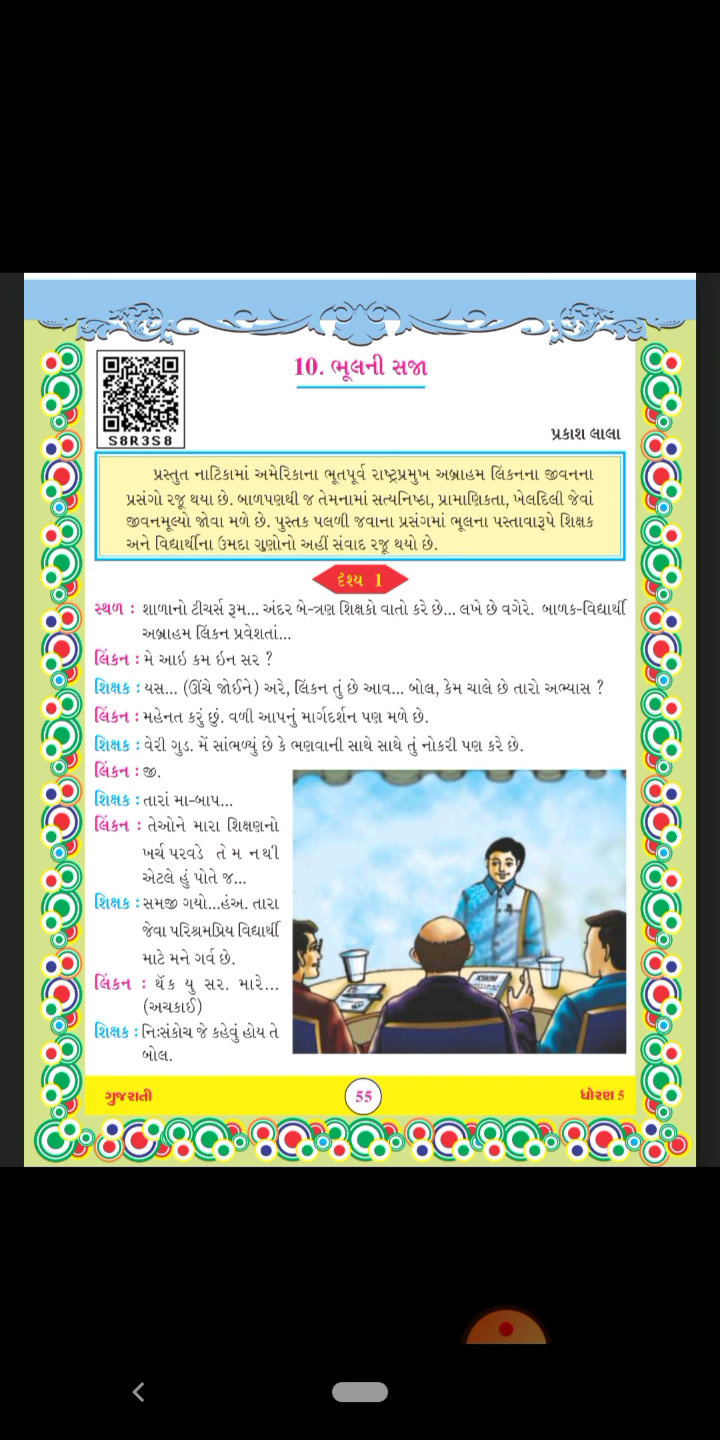 10. ભૂલની સજા
S8R3S8
પ્રકાશ લાલા
પ્રસ્તુત નાટિકામાં અમેરિકાના ભૂતપૂર્વ રાષ્ટ્રપ્રમુખ અબ્રાહમ લિંકનના જીવનના
પ્રસંગો રજૂ થયા છે. બાળપણથી જ તેમનામાં સત્યનિષ્ઠા, પ્રામાણિકતા, ખેલદિલી જેવાં
જીવનમૂલ્યો જોવા મળે છે. પુસ્તક પલળી જવાના પ્રસંગમાં ભૂલના પસ્તાવારૂપે શિક્ષક
અને વિદ્યાર્થીના ઉમદા ગુણોનો અહીં સંવાદ રજૂ થયો છે.
દૃશ્ય 1
સ્થળ : શાળાનો ટીચર્સ રૂમ... અંદર બે-ત્રણ શિક્ષકો વાતો કરે છે... લખે છે વગેરે. બાળક-વિદ્યાર્થી
અબ્રાહમ લિંકન પ્રવેશતાં...
લિંકન : મે આઇ કમ ઇન સર ?
શિક્ષક : યસ... (ઊંચે જોઈને) અરે, લિંકન તું છે આવ... બોલ, કેમ ચાલે છે તારો અભ્યાસ ?
લિંકન : મહેનત કરું છું. વળી આપનું માર્ગદર્શન પણ મળે છે.
શિક્ષક : વેરી ગુડ. મેં સાંભળ્યું છે કે ભણવાની સાથે સાથે તું નોકરી પણ કરે છે.
લિંકન : જી.
શિક્ષક : તારાં મા-બાપ...
લિંકન : તેઓને મારા શિક્ષણનો
ખર્ચ પરવડે તેમ નથી
એટલે હું પોતે જ...
શિક્ષક : સમજી ગયો...હંઅ. તારા
જેવા પરિશ્રમપ્રિય વિદ્યાર્થી
માટે મને ગર્વ છે.
લિંકન : થૅંક યુ સર. મારે...
(અચકાઈ)
શિક્ષક : નિઃસંકોચ જે કહેવું હોય તે
બોલ.
ગુજરાતી
55
ધોરણ 5